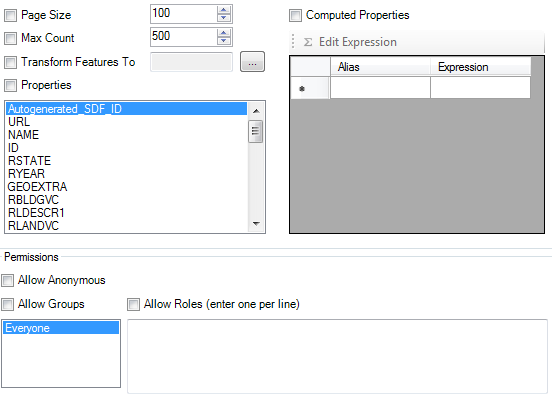 Page Size 100
Max Count 500
Transform Features To ...
Properties
Autogenerated_SDF_ID
URL
NAME
ID
RSTATE
RYEAR
GEOEXTRA
RBLDGVC
RLDESCR1
RLANDVC
Computed Properties
Σ Edit Expression
Alias Expression
*
Permissions
Allow Anonymous
Allow Groups
Everyone
Allow Roles (enter one per line)